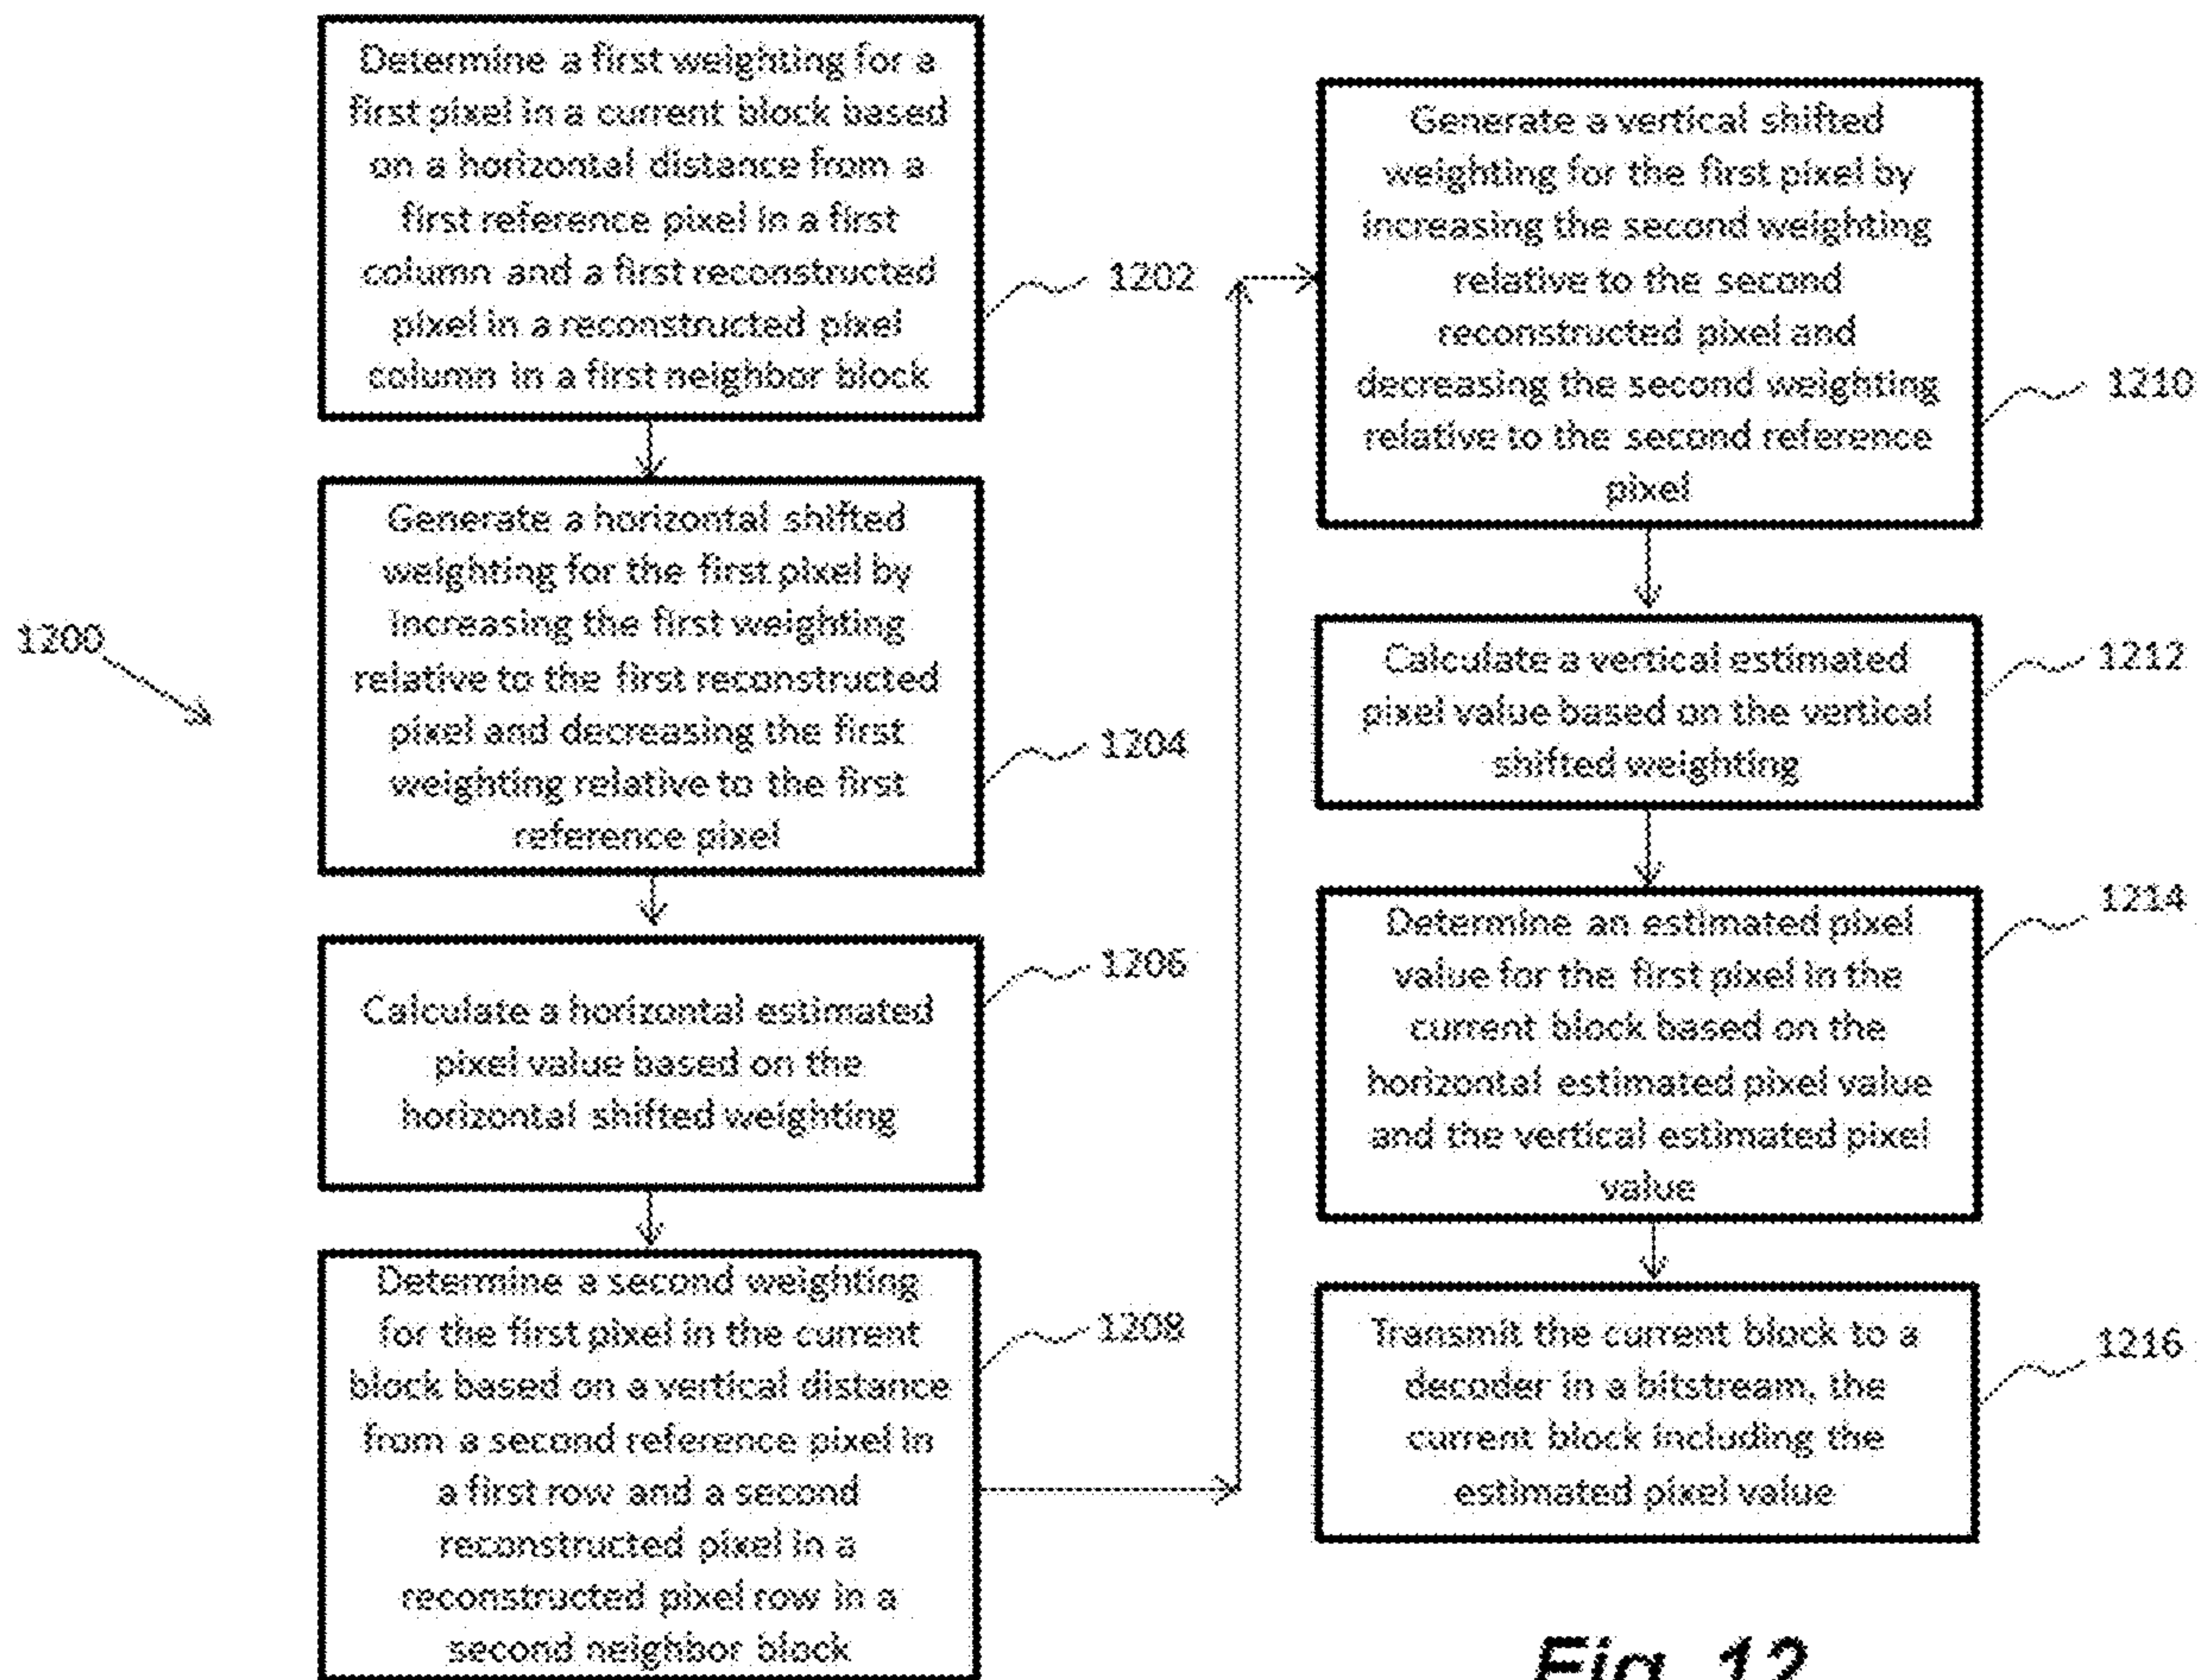 Determine a first weighting for a
first pixel in a current block based
on a horizontal distance from a
first reference pixel in a first
column and a first reconstructed
pixel in a reconstructed pixel
column in a first neighbor block
1202
Generate a horizontal shifted
weighting for the first pixel by
increasing the first weighting
relative to the first reconstructed
pixel and decreasing the first
weighting relative to the first
reference pixel
1204
1200
Calculate a horizontal estimated
pixel value based on the
horizontal shifted weighting
1206
Determine a second weighting
for the first pixel in the current
block based on a vertical distance
from a second reference pixel in
a first row and a second
reconstructed pixel in a
reconstructed pixel row in a
second neighbor block
1208
Generate a vertical shifted
weighting for the first pixel by
increasing the second weighting
relative to the second
reconstructed pixel and
decreasing the second weighting
relative to the second reference
pixel
1210
Calculate a vertical estimated
pixel value based on the vertical
shifted weighting
1212
Determine an estimated pixel
value for the first pixel in the
current block based on the
horizontal estimated pixel value
and the vertical estimated pixel
value
1214
Transmit the current block to a
decoder in a bitstream, the
current block including the
estimated pixel value
1216
Fig. 12